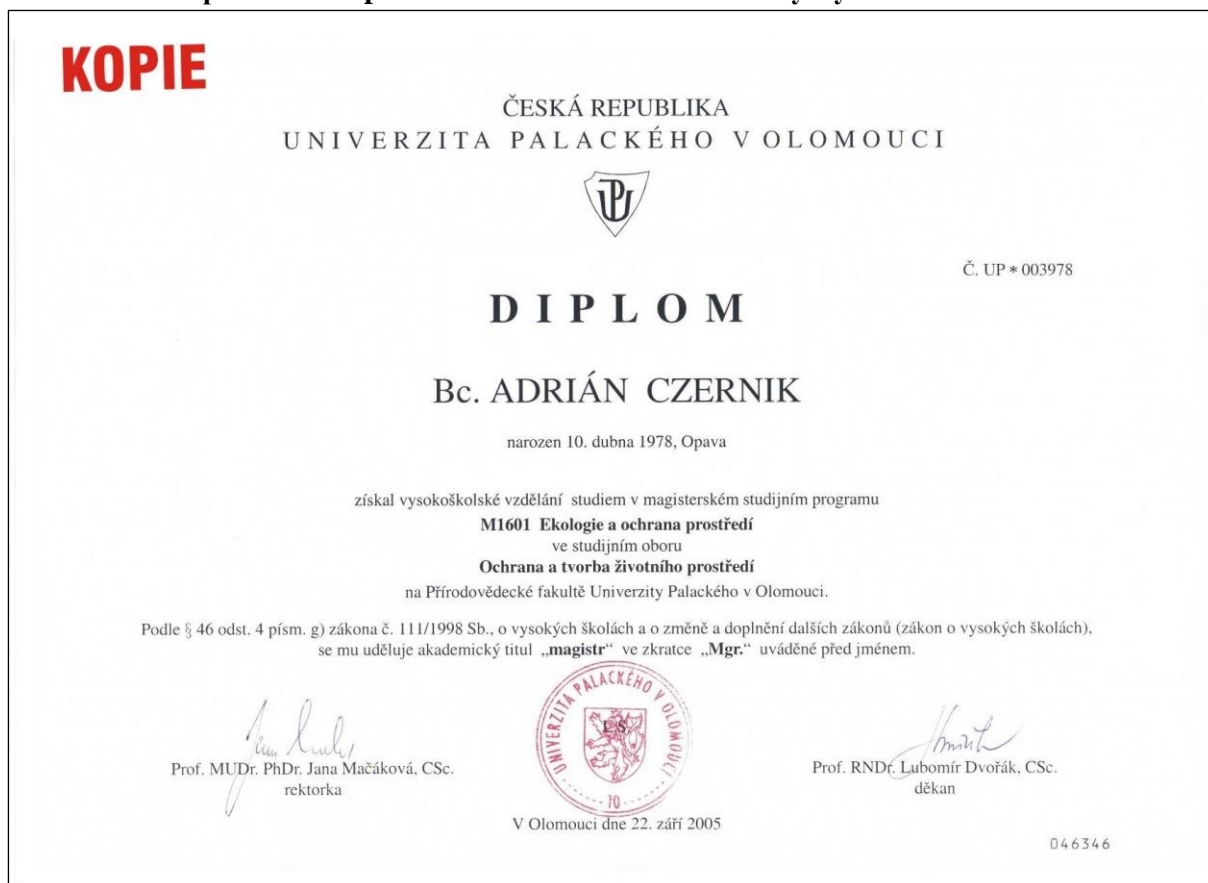 KOPIE
ČESKÁ REPUBLIKA
UNIVERZITA PALACKÉHO V OLOMOUCI
Č. UP * 003978
DIPLOM
Bc. ADRIÁN CZERNIK
narozen 10. dubna 1978, Opava
získal vysokoškolské vzdělání studiem v magisterském studijním programu
M1601 Ekologie a ochrana prostředí
ve studijním oboru
Ochrana a tvorba životního prostředí
na Přírodovědecké fakultě Univerzity Palackého v Olomouci.
Podle § 46 odst. 4 písm. g) zákona č. 111/1998 Sb., o vysokých školách a o změně a doplnění dalších zákonů (zákon o vysokých školách),
se mu uděluje akademický titul „magistr“ ve zkratce „Mgr.“ uváděné před jménem.
UNIVERZITA PALACKÉHO V OLOMOUCI
L.S.
10
Prof. MUDr. PhDr. Jana Mačáková, CSc.
rektorka
Prof. RNDr. Lubomír Dvořák, CSc.
děkan
V Olomouci dne 22. září 2005
046346